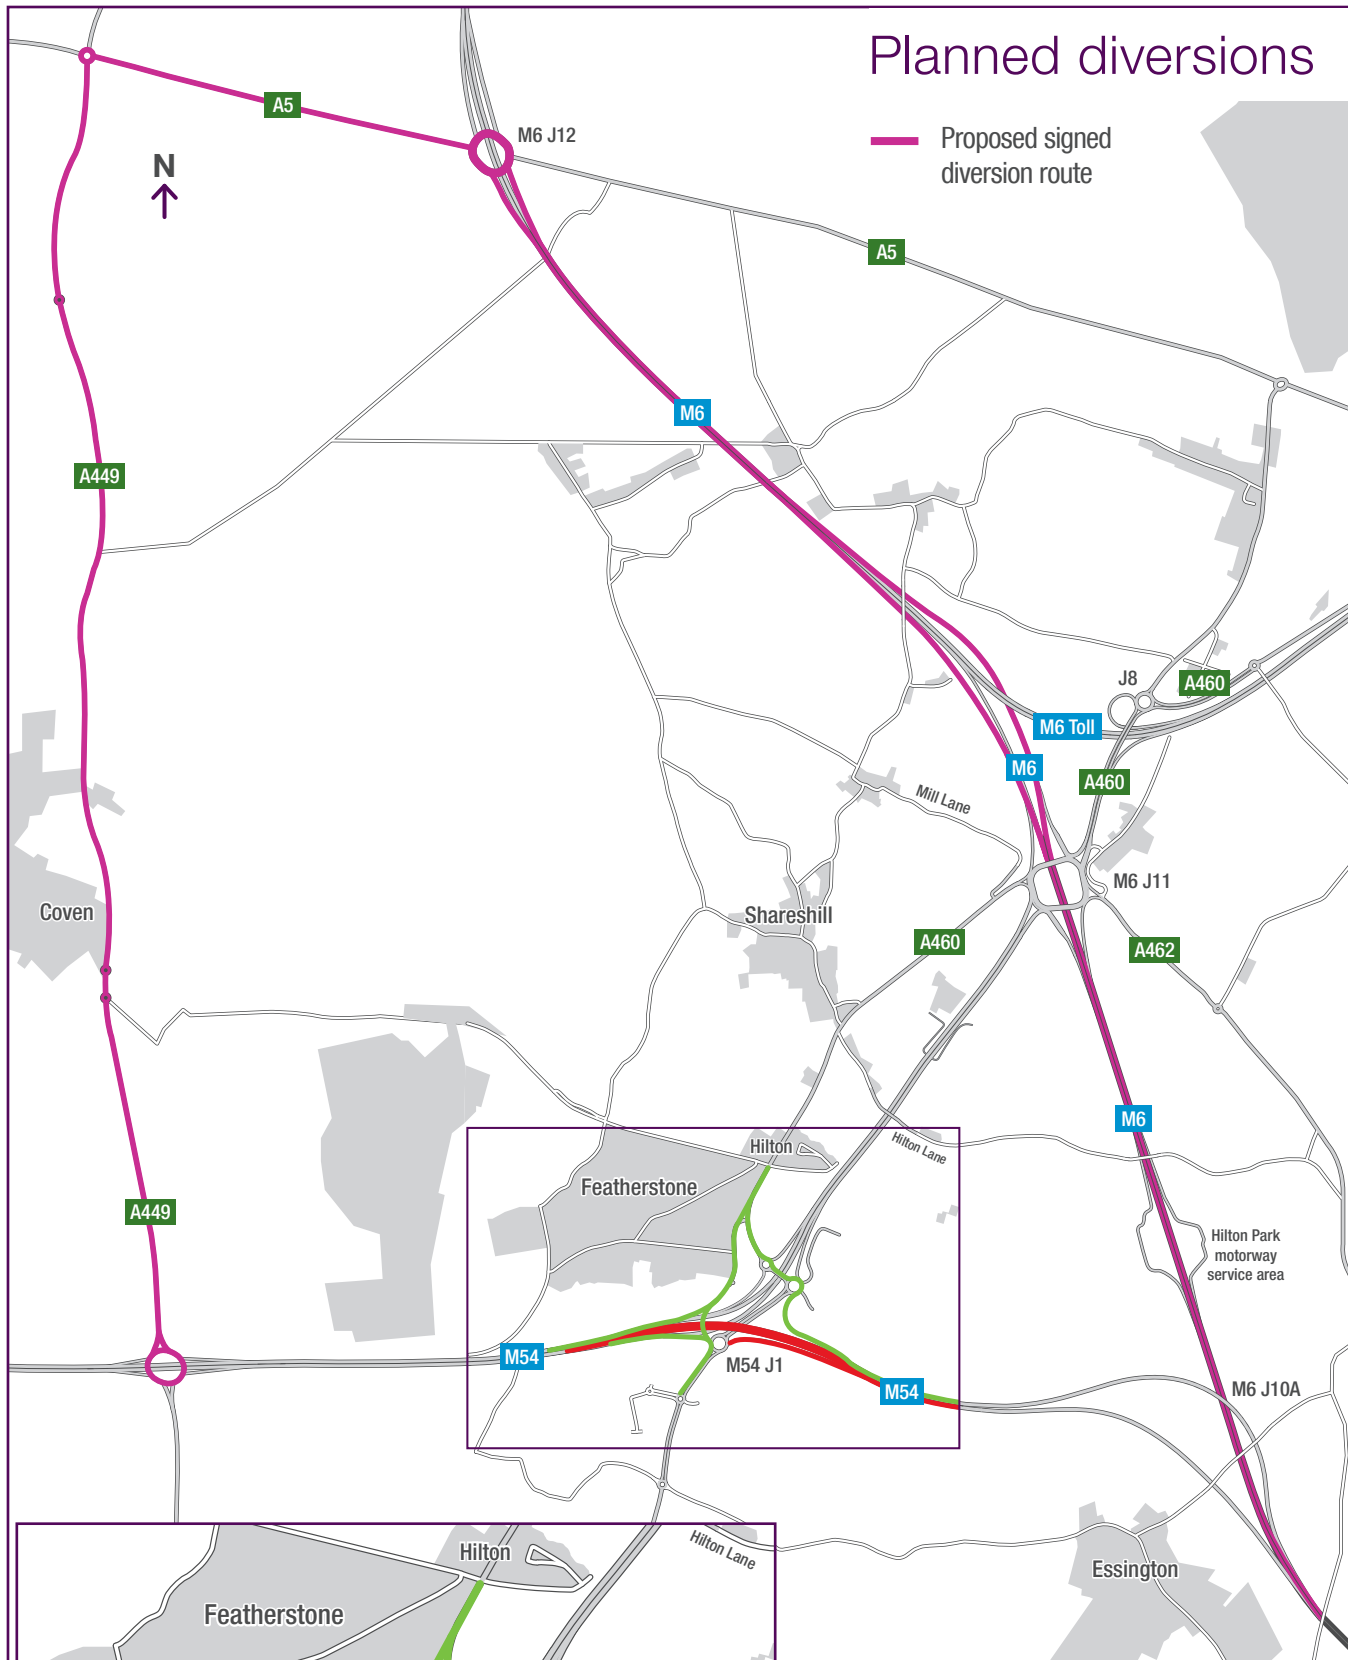 Planned diversions
Proposed signed
diversion route
N
A5
M6 J12
A5
M6
A449
J8
A460
M6 Toll
M6
A460
Mill Lane
M6 J11
Coven
Shareshill
A460
A462
M6
Hilton
Hilton Lane
Featherstone
A449
Hilton Park
motorway
service area
M54
M54 J1
M54
M6 J10A
Hilton Lane
Hilton
Essington
Featherstone